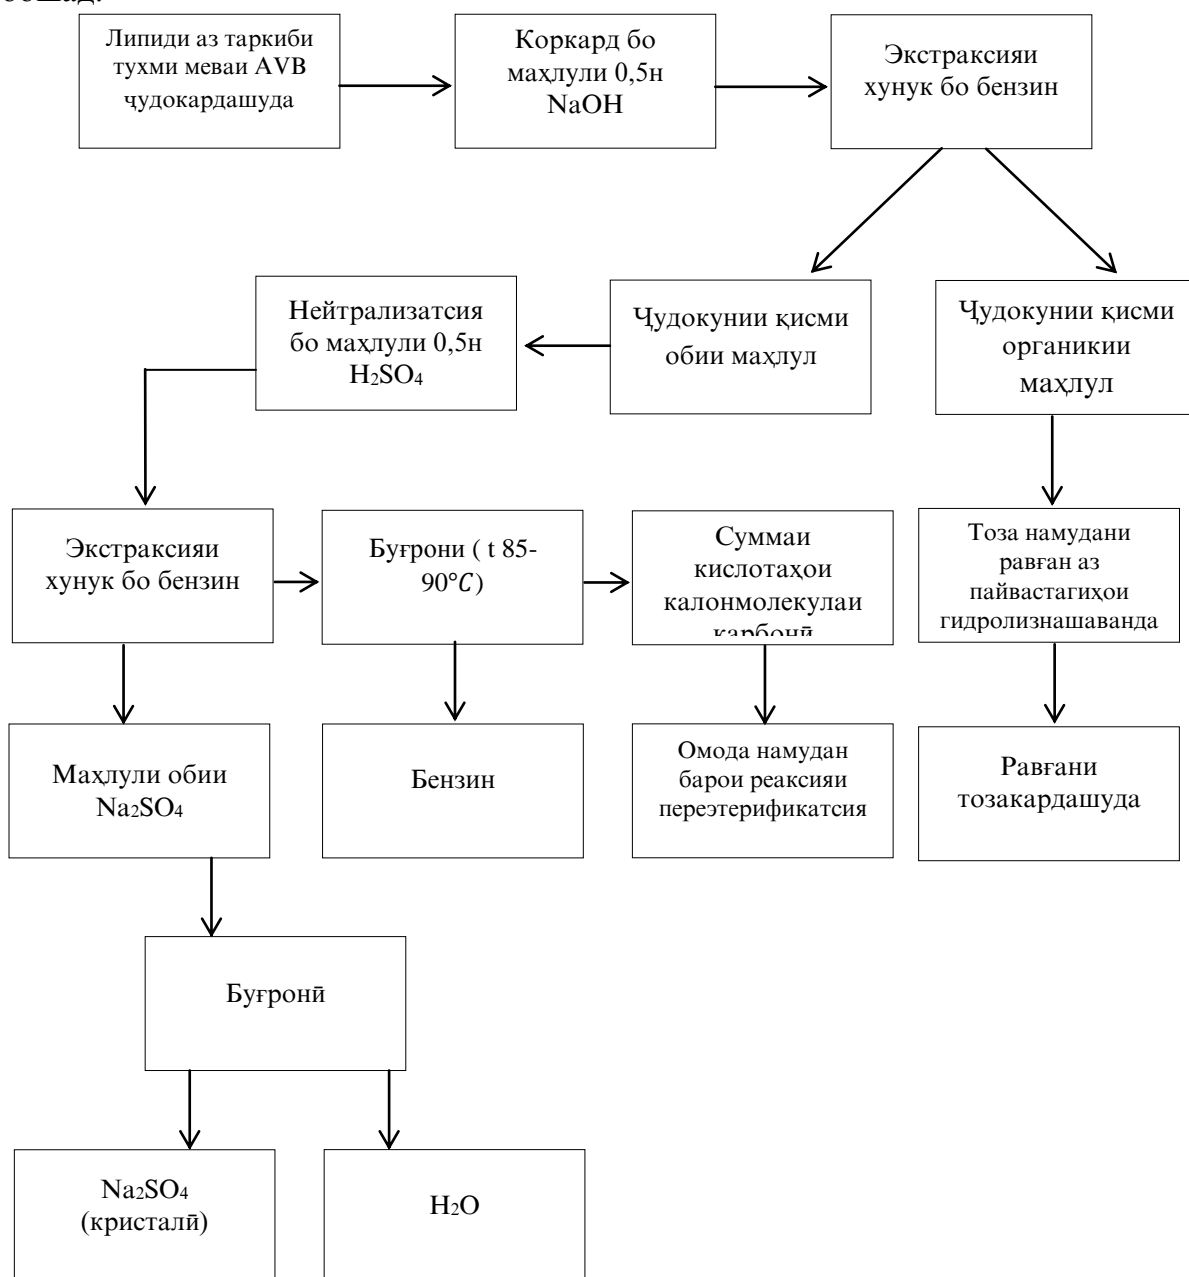 Липиди аз таркиби
тухми меваи AVB
ҷудокардашуда
Коркард бо
маҳлули 0,5н
NaOH
Экстраксияи
хунук бо бензин
Нейтрализатсия
бо маҳлули 0,5н
H₂SO₄
Ҷудокунии қисми
обии маҳлул
Ҷудокунии қисми
органикии
маҳлул
Экстраксияи
хунук бо бензин
Буғрони ( t 85-
90°C)
Суммаи
кислотаҳои
калонмолекулаи
карбонӣ
Тоза намудани
равған аз
пайвастагиҳои
гидролизнашаванда
Маҳлули обии
Na₂SO₄
Бензин
Омода намудан
барои реаксияи
переэтерификатсия
Равғани
тозакардашуда
Буғронӣ
Na₂SO₄
(кристалӣ)
H₂O